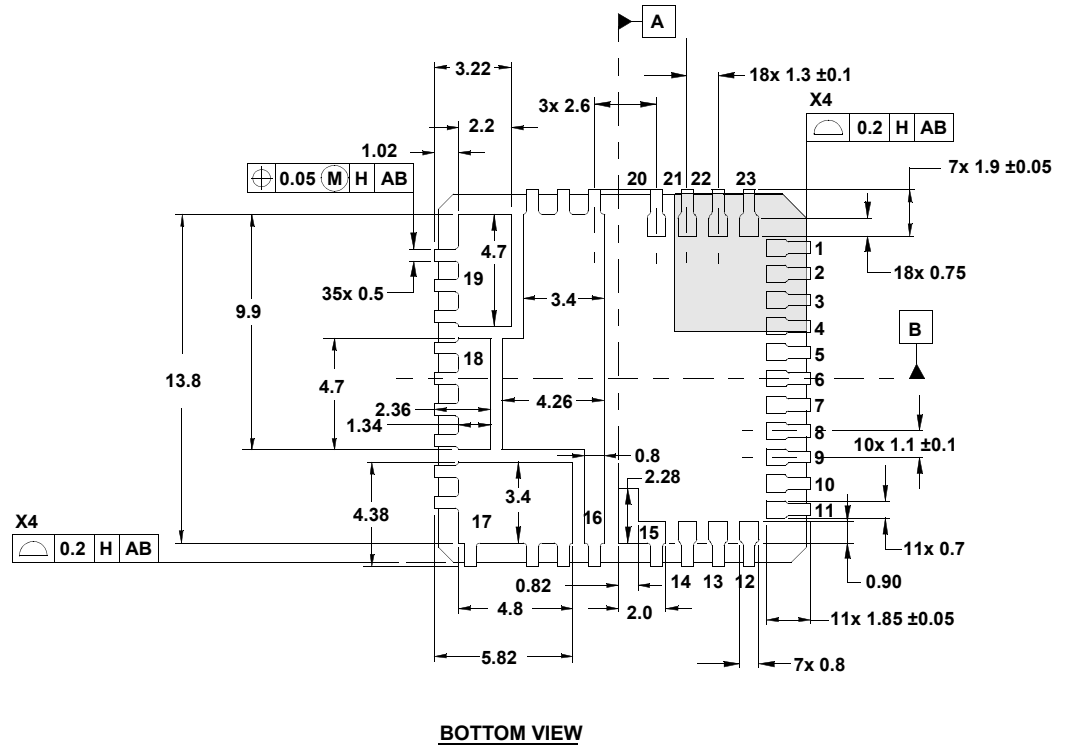 A
3.22
18x 1.3 ±0.1
X4
3x 2.6
2.2
0.2 H AB
1.02
7x 1.9 ±0.05
0.05 M H AB
20 21 22 23
1
4.7
2
18x 0.75
19
35x 0.5
3.4
3
9.9
4
B
18
5
13.8
4.7
6
2.36
4.26
7
1.34
8
10x 1.1 ±0.1
0.8
9
2.28
10
3.4
4.38
11
X4
17
16
15
0.2 H AB
11x 0.7
0.82
14 13 12
0.90
4.8
2.0
11x 1.85 ±0.05
5.82
7x 0.8
BOTTOM VIEW